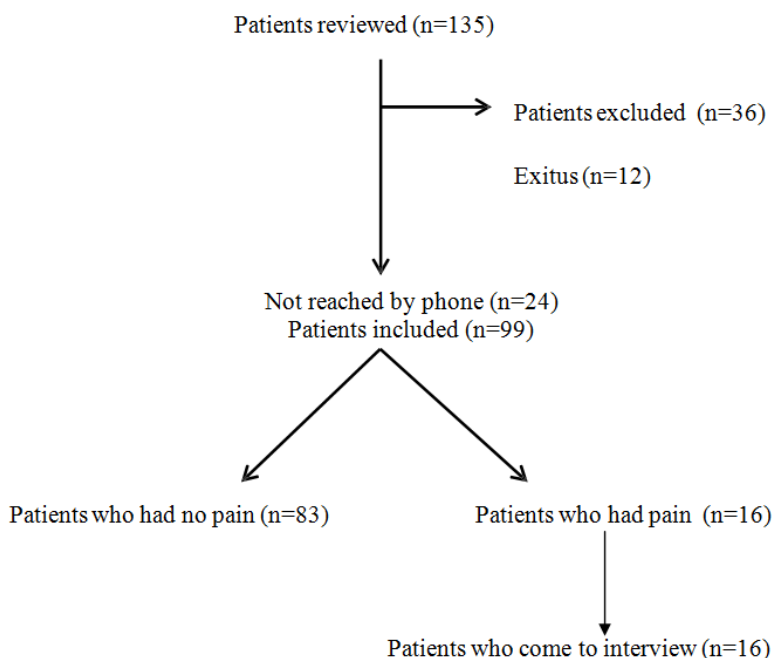 Patients reviewed (n=135)
Patients excluded (n=36)
Exitus (n=12)
Not reached by phone (n=24)
Patients included (n=99)
Patients who had no pain (n=83)
Patients who had pain (n=16)
Patients who come to interview (n=16)